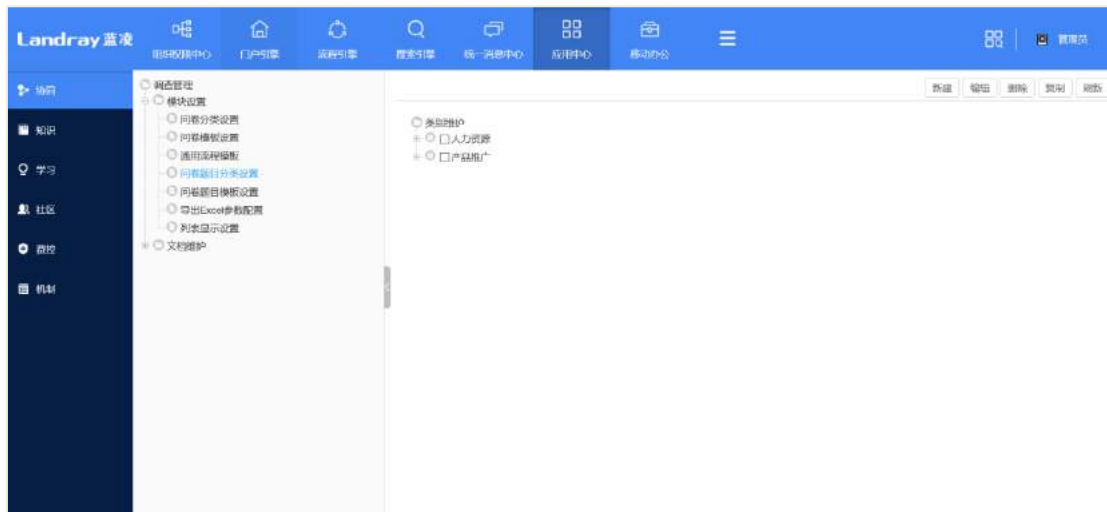 Landray蓝凌
组织权限中心
门户引擎
流程引擎
搜索引擎
统一消息中心
应用中心
移动办公
管理员
协同
知识
学习
社区
微控
机制
调查管理
模块设置
问卷分类设置
问卷模板设置
通用流程模板
问卷题目分类设置
问卷题目模板设置
导出Excel参数配置
列表显示设置
文档维护
新建
编辑
删除
复制
刷新
类别维护
人力资源
产品推广